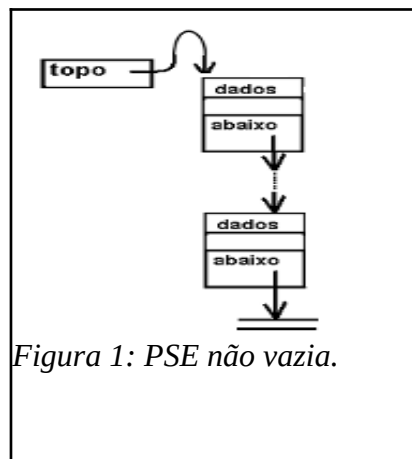 topo
dados
abaixo
dados
abaixo
Figura 1: PSE não vazia.